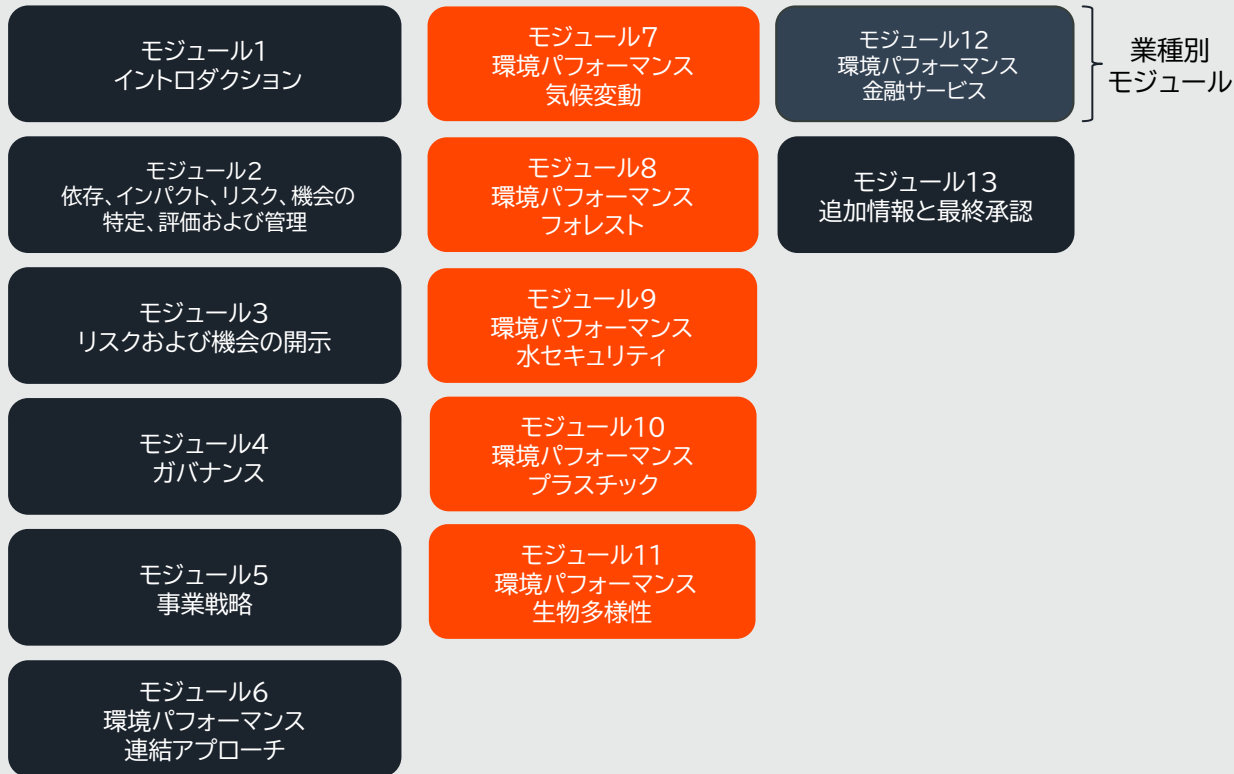 モジュール1
イントロダクション
モジュール2
依存、インパクト、リスク、機会の
特定、評価および管理
モジュール3
リスクおよび機会の開示
モジュール4
ガバナンス
モジュール5
事業戦略
モジュール6
環境パフォーマンス
連結アプローチ
モジュール7
環境パフォーマンス
気候変動
モジュール8
環境パフォーマンス
フォレスト
モジュール9
環境パフォーマンス
水セキュリティ
モジュール10
環境パフォーマンス
プラスチック
モジュール11
環境パフォーマンス
生物多様性
モジュール12
環境パフォーマンス
金融サービス
業種別
モジュール
モジュール13
追加情報と最終承認